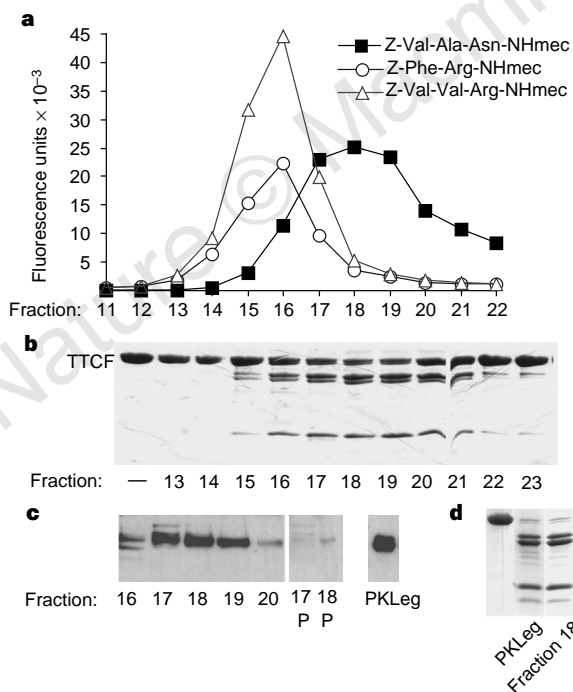 a
45
40
35
30
25
20
15
10
5
Fluorescence units × 10⁻³
Z-Val-Ala-Asn-NHmec
Z-Phe-Arg-NHmec
Z-Val-Val-Arg-NHmec
Fraction: 11 12 13 14 15 16 17 18 19 20 21 22
b
TTCF
Fraction: — 13 14 15 16 17 18 19 20 21 22 23
c
Fraction: 16 17 18 19 20 17 18 PKLeg
P P
d
PKLeg
Fraction 18
Nature © Macm